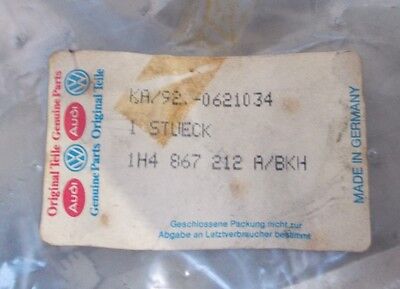 Original Teile Genuine Parts
Audi
Genuine Parts Original Teile
Audi
KA/92.-0621034
1 STUECK
1H4 867 212 A/BKH
MADE IN GERMANY
Geschlossene Packung nicht zur
Abgabe an Letztverbraucher bestimmt